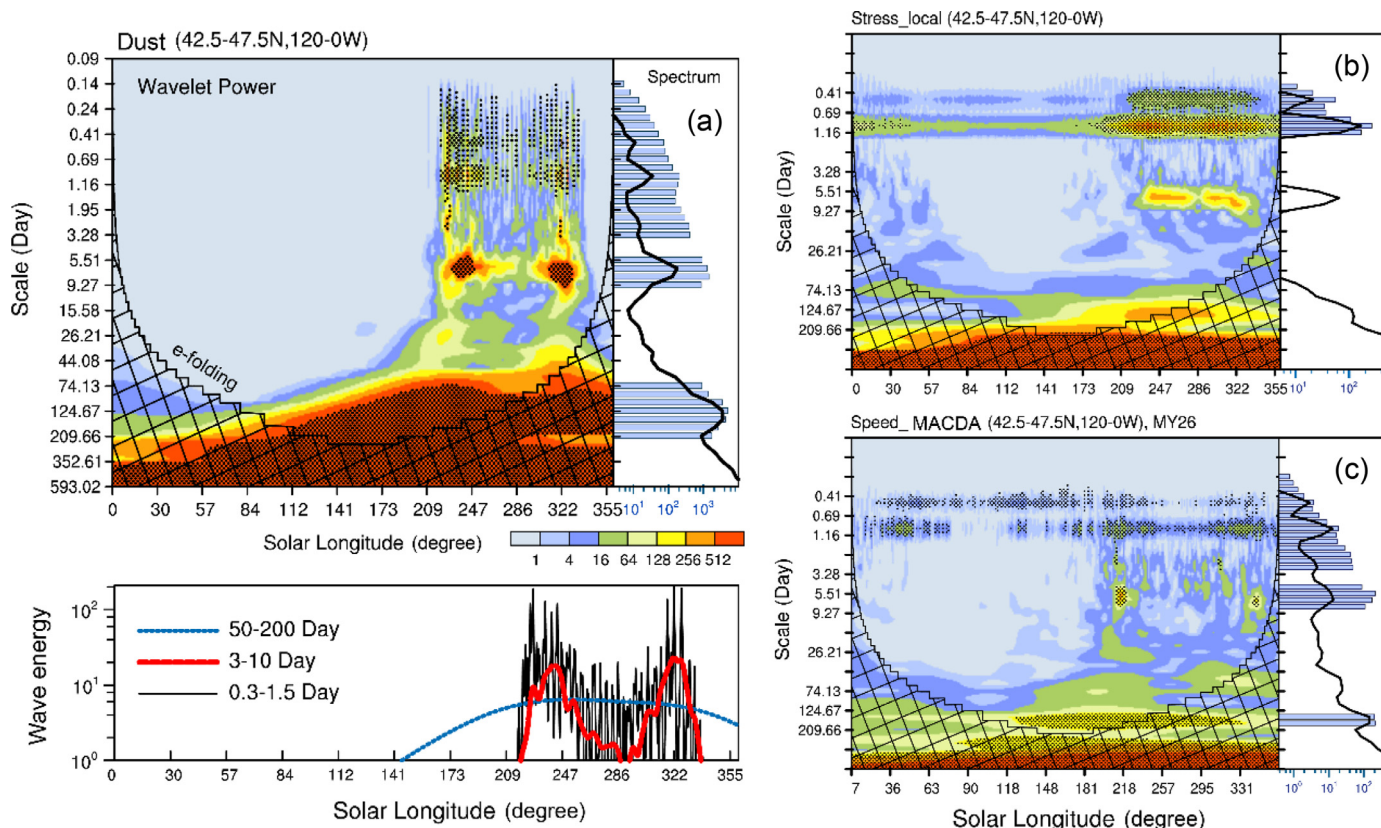 Dust (42.5-47.5N,120-0W)
Wavelet Power
Spectrum
(a)
Scale (Day)
0.09
0.14
0.24
0.41
0.69
1.16
1.95
3.28
5.51
9.27
15.58
26.21
44.08
74.13
124.67
209.66
352.61
593.02
e-folding
0 30 57 84 112 141 173 209 247 286 322 355
10¹ 10² 10³
Solar Longitude (degree)
1 4 16 64 128 256 512
Wave energy
10²
10¹
10⁰
50-200 Day
3-10 Day
0.3-1.5 Day
0 30 57 84 112 141 173 209 247 286 322 355
Solar Longitude (degree)
Stress_local (42.5-47.5N,120-0W)
(b)
Scale (Day)
0.41
0.69
1.16
3.28
5.51
9.27
26.21
74.13
124.67
209.66
0 30 57 84 112 141 173 209 247 286 322 355
10¹ 10²
Speed_MACDA (42.5-47.5N,120-0W), MY26
(c)
Scale (Day)
0.41
0.69
1.16
3.28
5.51
9.27
26.21
74.13
124.67
209.66
7 36 63 90 118 148 181 218 257 295 331
10⁰ 10¹ 10²
Solar Longitude (degree)